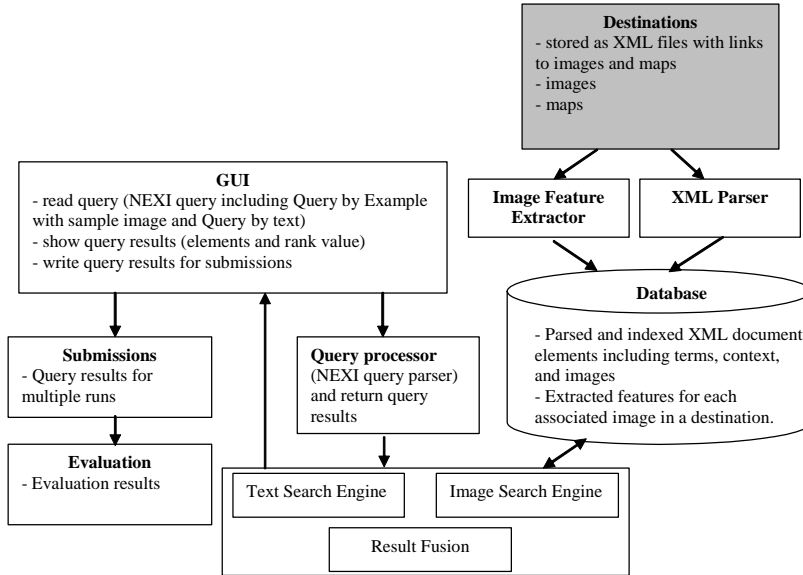 Destinations
- stored as XML files with links
to images and maps
- images
- maps
GUI
- read query (NEXI query including Query by Example
with sample image and Query by text)
- show query results (elements and rank value)
- write query results for submissions
Image Feature
Extractor
XML Parser
Database
- Parsed and indexed XML document
elements including terms, context,
and images
- Extracted features for each
associated image in a destination.
Submissions
- Query results for
multiple runs
Query processor
(NEXI query parser)
and return query
results
Evaluation
- Evaluation results
Text Search Engine
Image Search Engine
Result Fusion